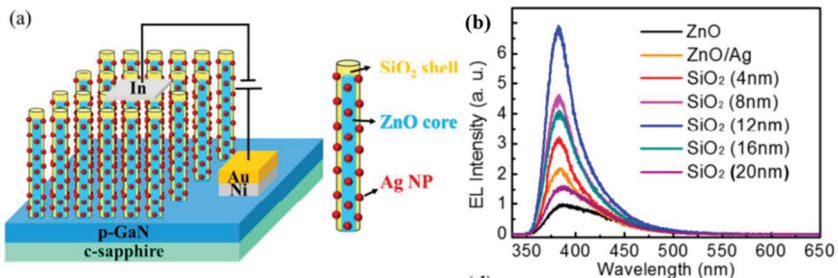 (a)
In
Au
Ni
p-GaN
c-sapphire
SiO₂ shell
ZnO core
Ag NP
(b)
EL Intensity (a. u.)
7
6
5
4
3
2
1
0
ZnO
ZnO/Ag
SiO₂ (4nm)
SiO₂ (8nm)
SiO₂ (12nm)
SiO₂ (16nm)
SiO₂ (20nm)
350 400 450 500 550 600 650
Wavelength (nm)